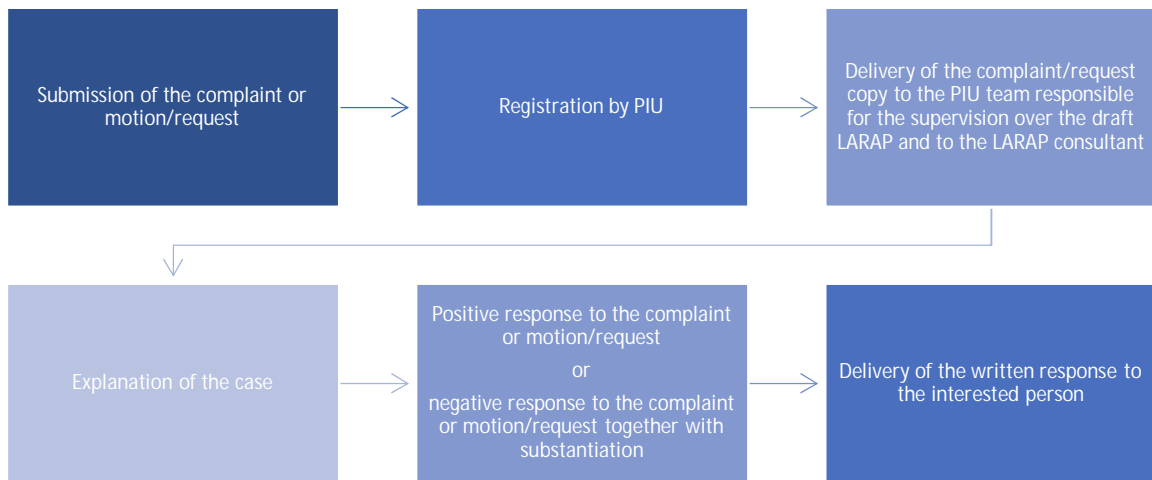 Submission of the complaint or
motion/request
Registration by PIU
Delivery of the complaint/request
copy to the PIU team responsible
for the supervision over the draft
LARAP and to the LARAP consultant
Explanation of the case
Positive response to the complaint
or motion/request
or
negative response to the complaint
or motion/request together with
substantiation
Delivery of the written response to
the interested person